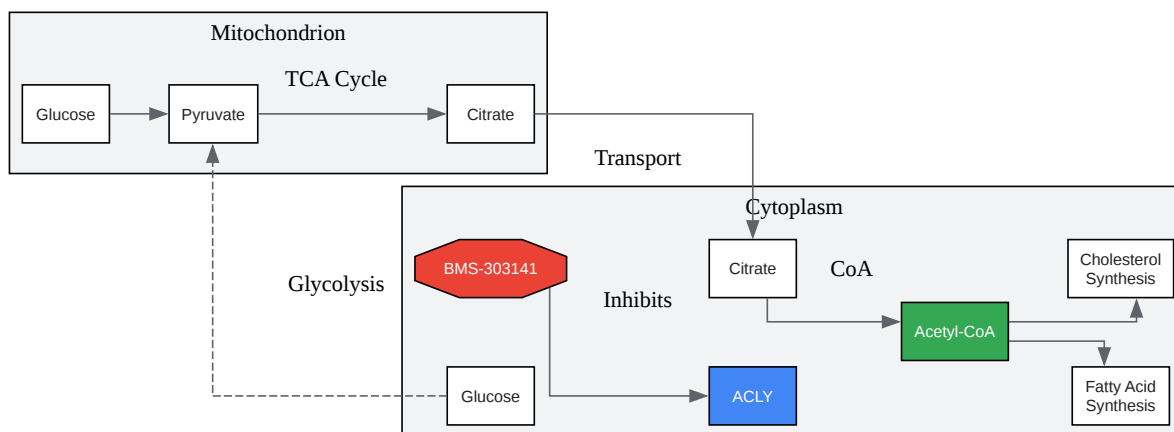 Mitochondrion
TCA Cycle
Glucose
Pyruvate
Citrate
Transport
Cytoplasm
Glycolysis
BMS-303141
Inhibits
Citrate
CoA
Cholesterol
Synthesis
Acetyl-CoA
Glucose
ACLY
Fatty Acid
Synthesis